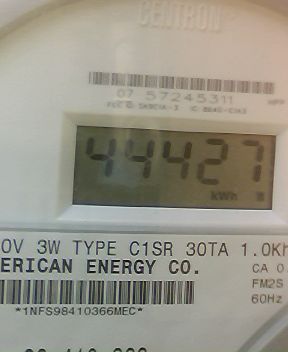 CENTRON
07 57245311
44427
kWh
0V 3W TYPE C1SR 30TA 1.0Kh
ERICAN ENERGY CO.
CA 0.
FM2S
60Hz
*1NFS98410366MEC*